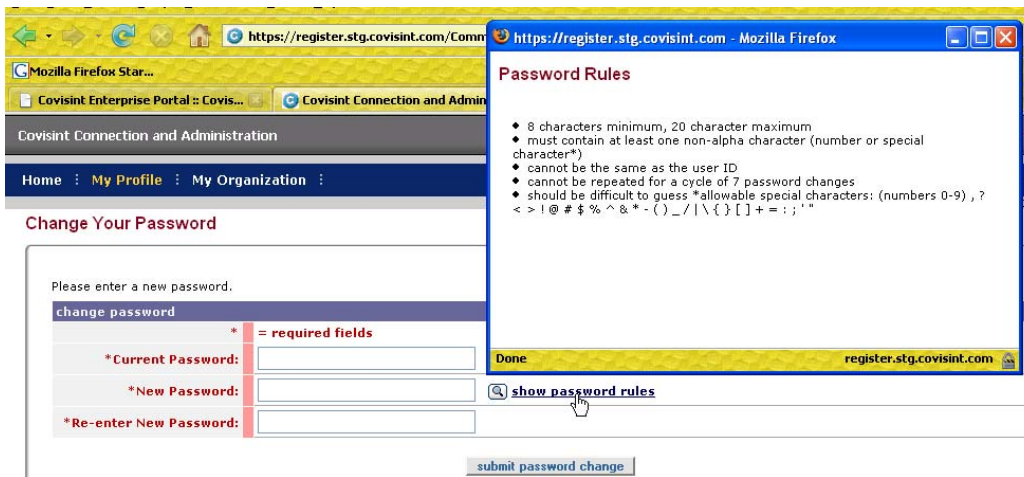 https://register.stg.covisint.com/Comm
Mozilla Firefox Star...
Covisint Enterprise Portal :: Covis...
Covisint Connection and Admin
Covisint Connection and Administration
Home : My Profile : My Organization :
Change Your Password
Please enter a new password.
change password
* = required fields
*Current Password:
*New Password:
show password rules
*Re-enter New Password:
submit password change
https://register.stg.covisint.com - Mozilla Firefox
Password Rules
♦ 8 characters minimum, 20 character maximum
♦ must contain at least one non-alpha character (number or special
character*)
♦ cannot be the same as the user ID
♦ cannot be repeated for a cycle of 7 password changes
♦ should be difficult to guess *allowable special characters: (numbers 0-9) , ?
< > ! @ # $ % ^ & * - ( ) _ / | \ { } [ ] + = : ; ' "
Done
register.stg.covisint.com